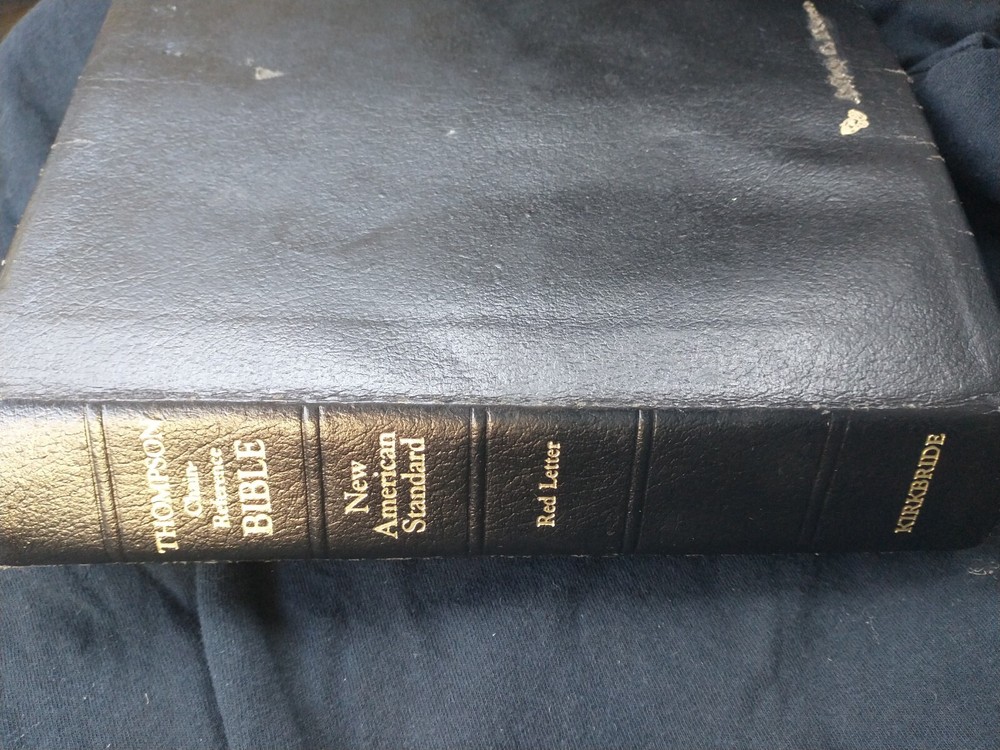 THOMPSON
Chain-
Reference
BIBLE
New
American
Standard
Red Letter
KIRKBRIDE